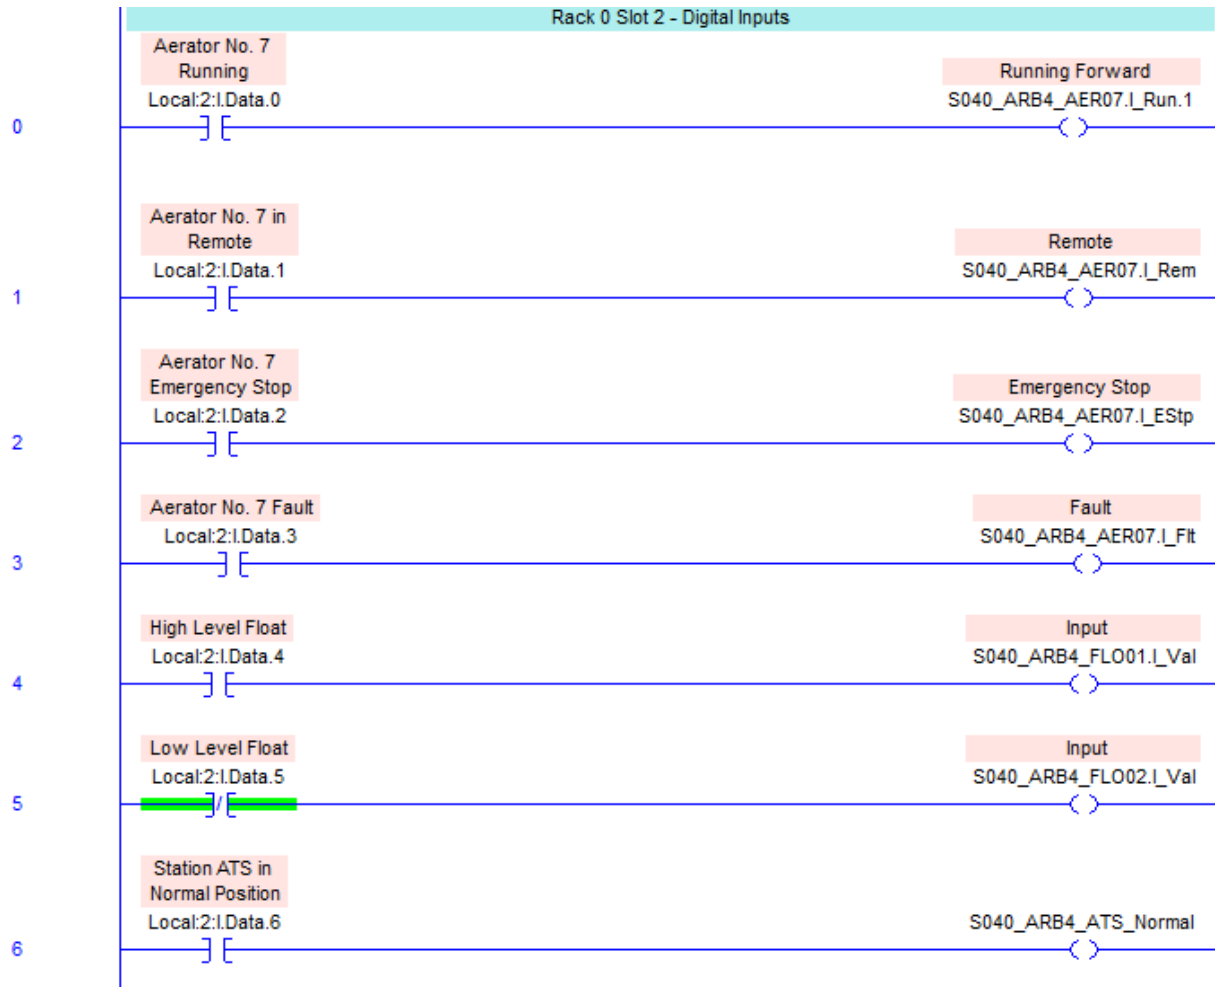 Rack 0 Slot 2 - Digital Inputs
Aerator No. 7
Running
Local:2:I.Data.0
Running Forward
S040_ARB4_AER07.I_Run.1
0
Aerator No. 7 in
Remote
Local:2:I.Data.1
Remote
S040_ARB4_AER07.I_Rem
1
Aerator No. 7
Emergency Stop
Local:2:I.Data.2
Emergency Stop
S040_ARB4_AER07.I_EStp
2
Aerator No. 7 Fault
Local:2:I.Data.3
Fault
S040_ARB4_AER07.I_Flt
3
High Level Float
Local:2:I.Data.4
Input
S040_ARB4_FLO01.I_Val
4
Low Level Float
Local:2:I.Data.5
Input
S040_ARB4_FLO02.I_Val
5
Station ATS in
Normal Position
Local:2:I.Data.6
S040_ARB4_ATS_Normal
6